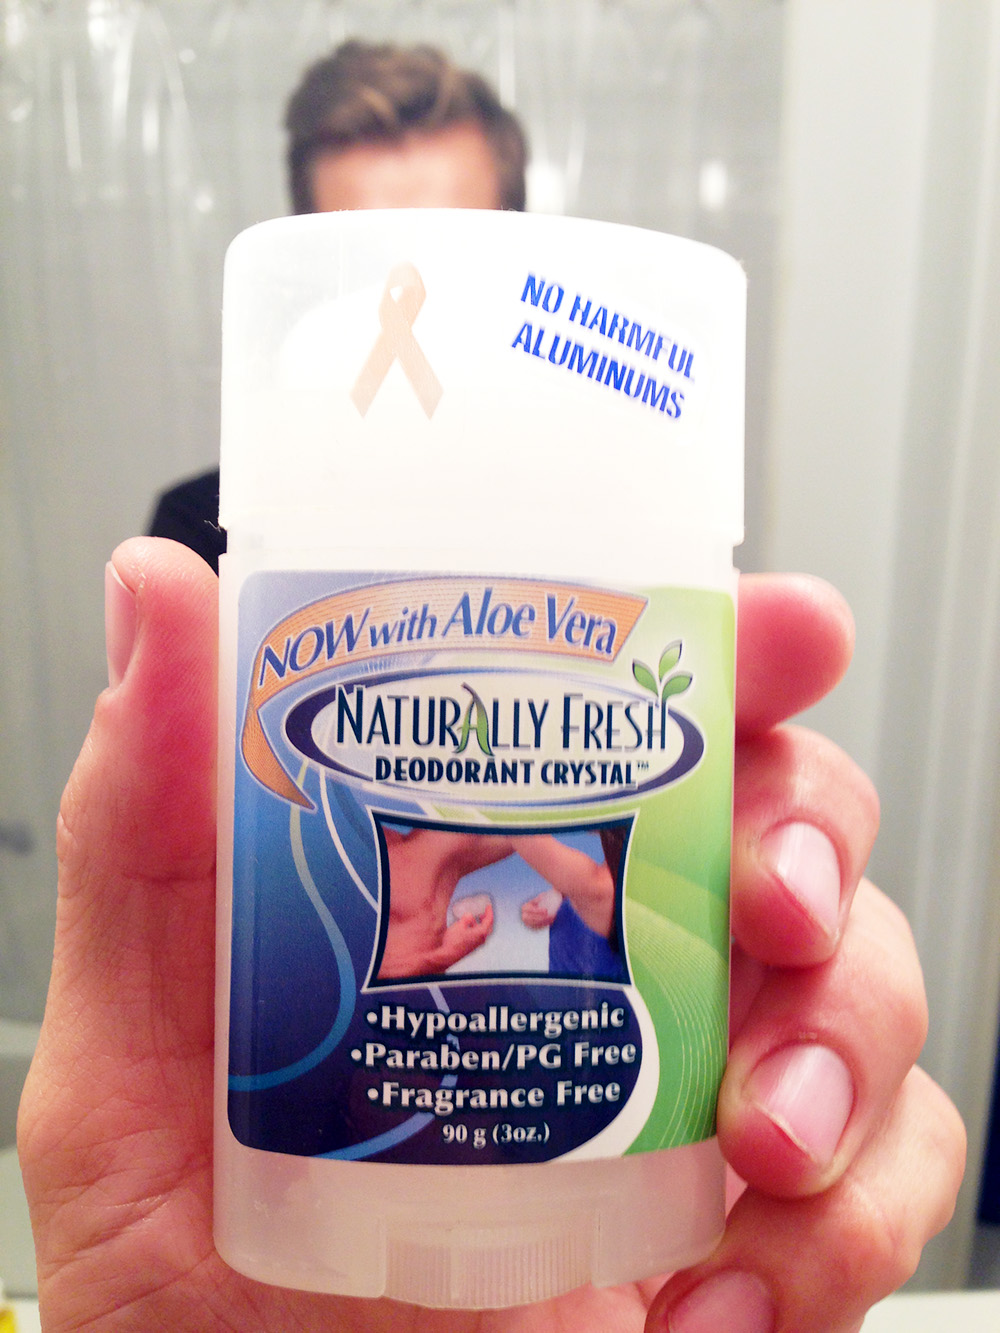 NO HARMFUL
ALUMINUMS
NOW with Aloe Vera
NATURALLY FRESH
DEODORANT CRYSTAL™
•Hypoallergenic
•Paraben/PG Free
•Fragrance Free
90 g (3oz.)